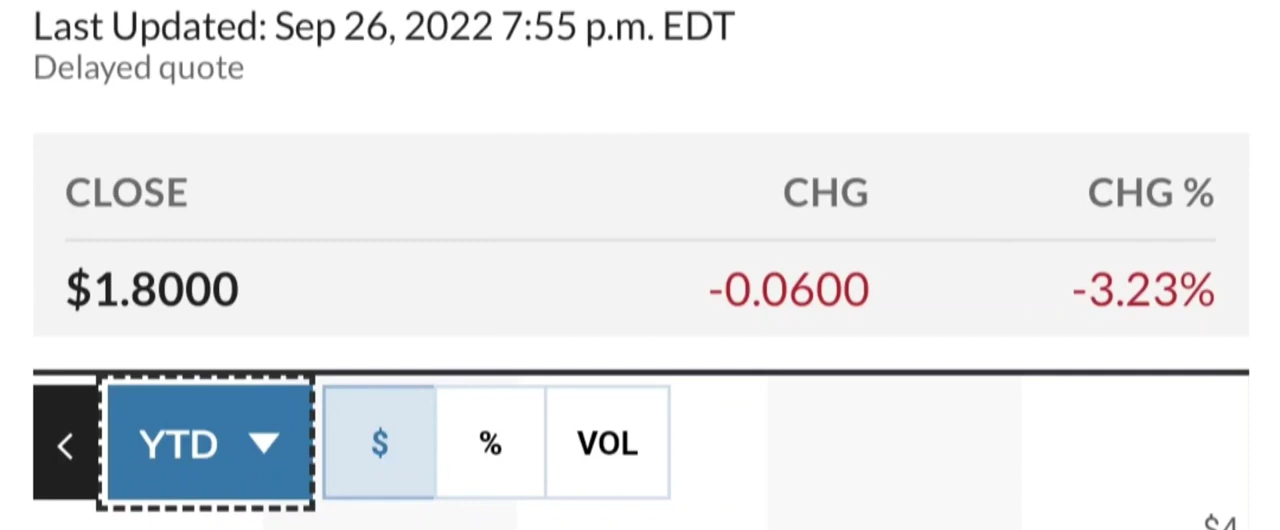 Last Updated: Sep 26, 2022 7:55 p.m. EDT
Delayed quote
CLOSE CHG CHG %
$1.8000 -0.0600 -3.23%
< YTD ▼ $ % VOL